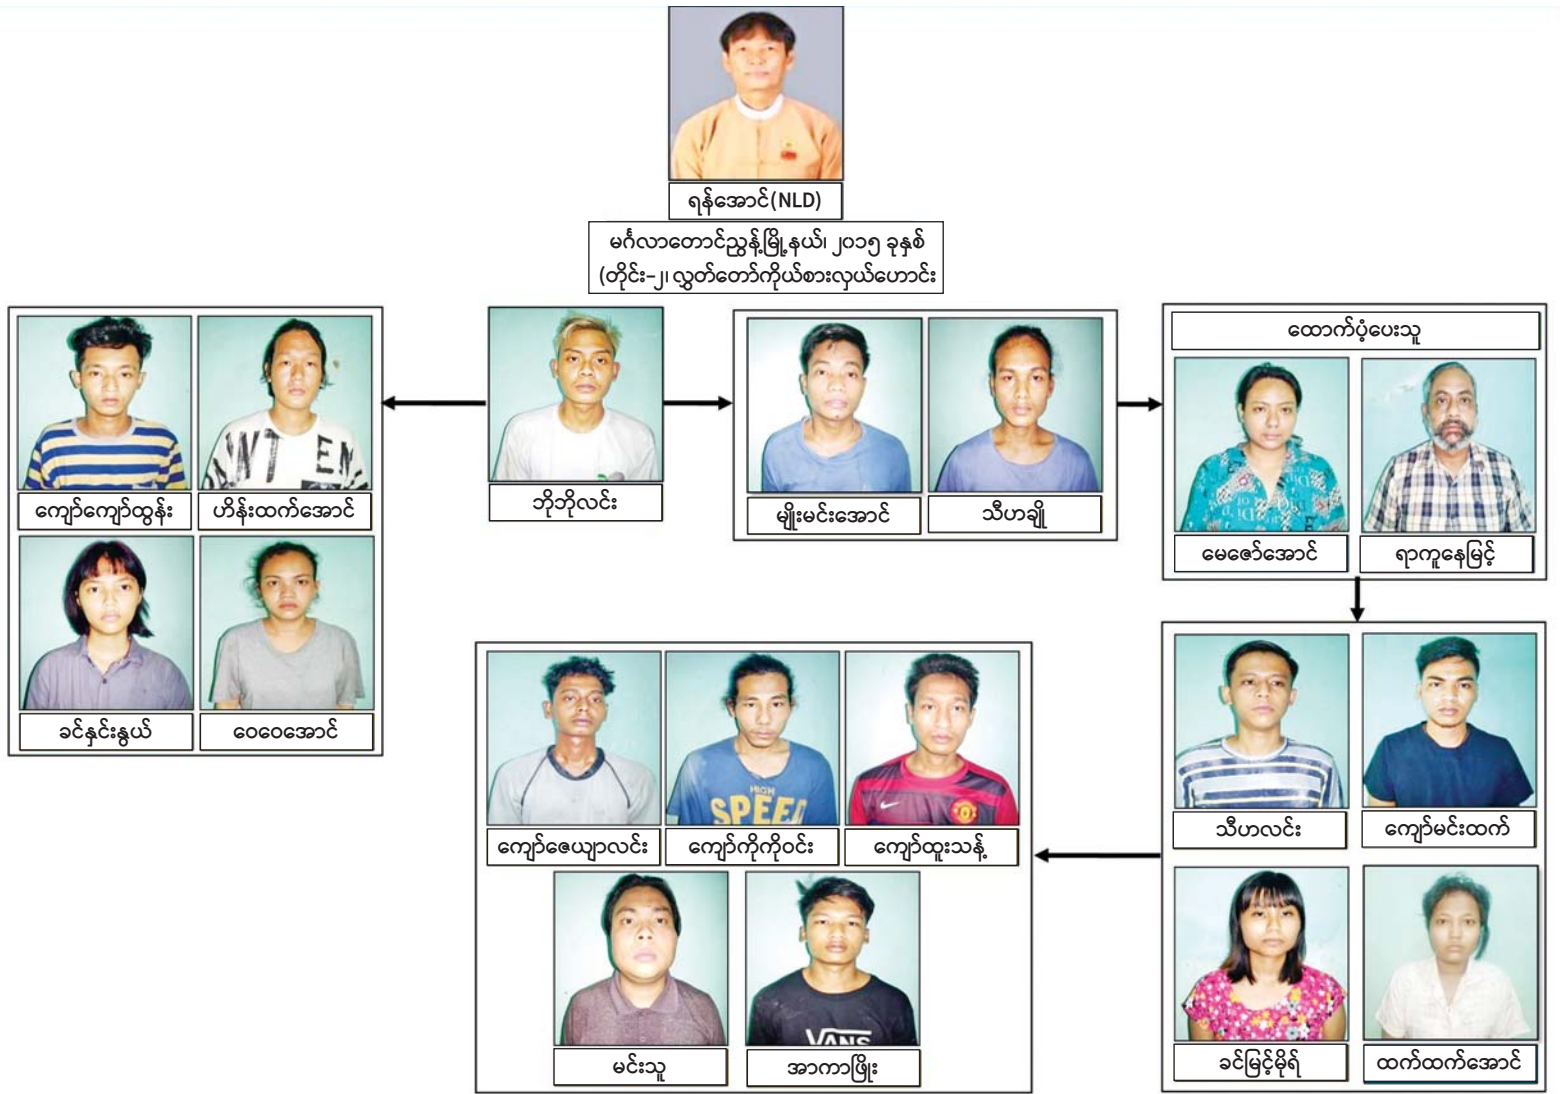 ရန်အောင်(NLD)
မင်္ဂလာတောင်ညွန့်မြို့နယ်၊ ၂၀၁၅ ခုနှစ်
(တိုင်း-၂၊ လွှတ်တော်ကိုယ်စားလှယ်ဟောင်း
ကျော်ကျော်ထွန်း
ဟိန်းထက်အောင်
ခင်နှင်းနွယ်
ဝေဝေအောင်
ဘိုဘိုလင်း
မျိုးမင်းအောင်
သီဟချို
ထောက်ပံ့ပေးသူ
မေဇော်အောင်
ရာကူနေမြင့်
သီဟလင်း
ကျော်မင်းထက်
ခင်မြင့်မိုရ်
ထက်ထက်အောင်
ကျော်ဇေယျာလင်း
ကျော်ကိုကိုဝင်း
ကျော်ထူးသန့်
မင်းသူ
အာကာဖြိုး
HIGH
SPEED
VANS